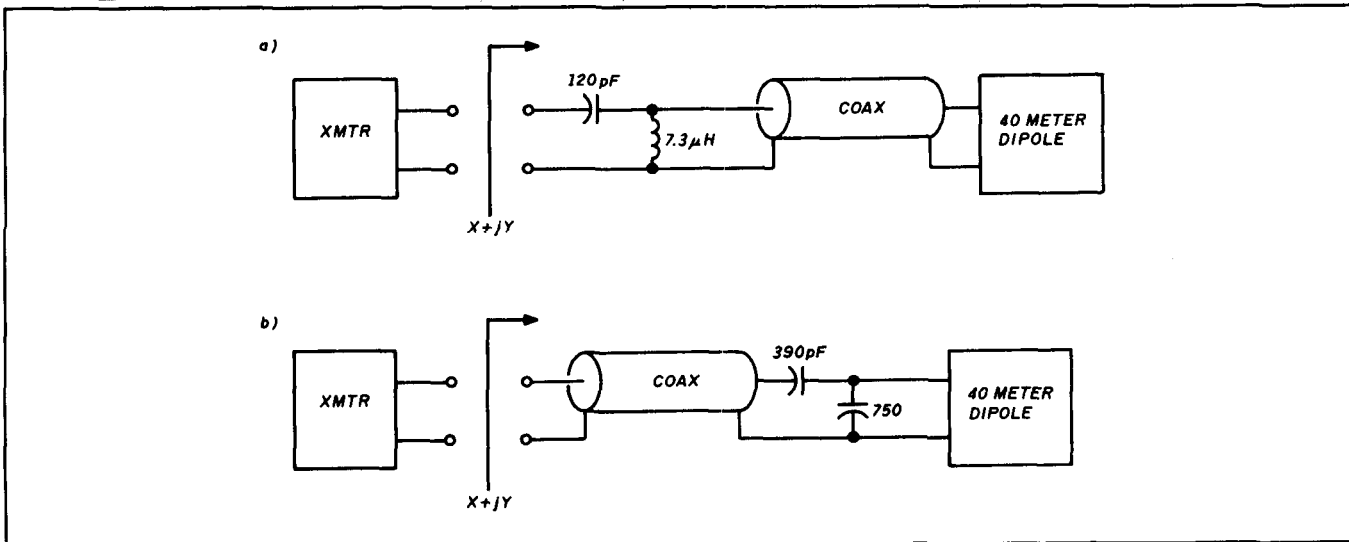 a)
120pF
XMTR
7.3μH
COAX
40 METER
DIPOLE
X+jY
b)
390pF
XMTR
COAX
750
40 METER
DIPOLE
X+jY